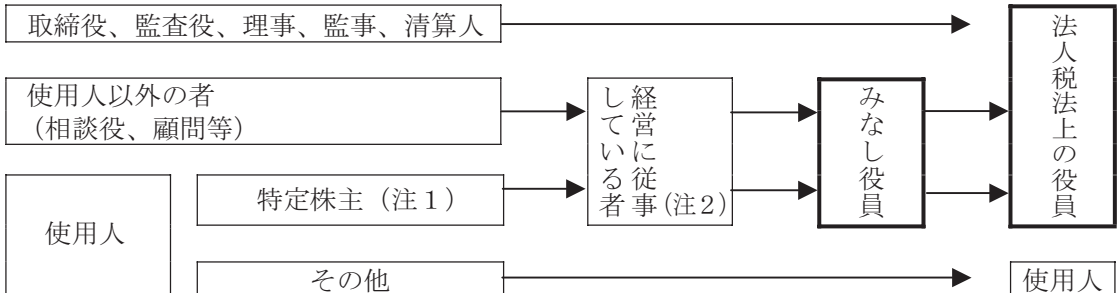 取締役、監査役、理事、監事、清算人
使用人以外の者
（相談役、顧問等）
使用人
特定株主（注１）
その他
経営に従事
している者
(注2)
みなし役員
法人税法上の役員
使用人